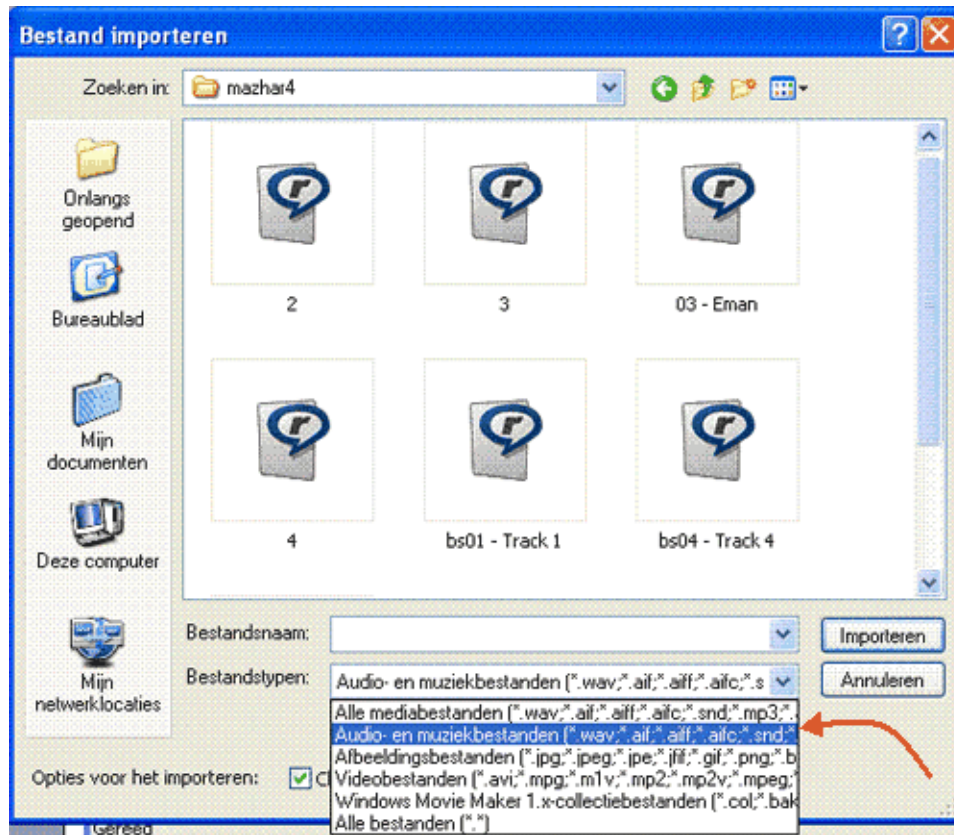 Bestand importeren
Zoeken in:
mazhar4
Onlangs
geopend
Bureaublad
Mijn
documenten
Deze computer
Mijn
netwerklocaties
2
3
03 - Eman
4
bs01 - Track 1
bs04 - Track 4
Bestandsnaam:
Importeren
Bestandstypen:
Audio- en muziekbestanden (*.wav;*.aif;*.aiff;*.aifc;*.s
Annuleren
Alle mediabestanden (*.wav;*.aif;*.aiff;*.aifc;*.snd;*.mp3;*.
Audio- en muziekbestanden (*.wav;*.aif;*.aiff;*.aifc;*.snd;*
Afbeeldingsbestanden (*.jpg;*.jpeg;*.jpe;*.jfif;*.gif;*.png;*.b
Videobestanden (*.avi;*.mpg;*.m1v;*.mp2;*.mp2v;*.mpeg;*
Windows Movie Maker 1.x-collectiebestanden (*.col;*.bak
Alle bestanden (*.*)
Opties voor het importeren:
Gereed